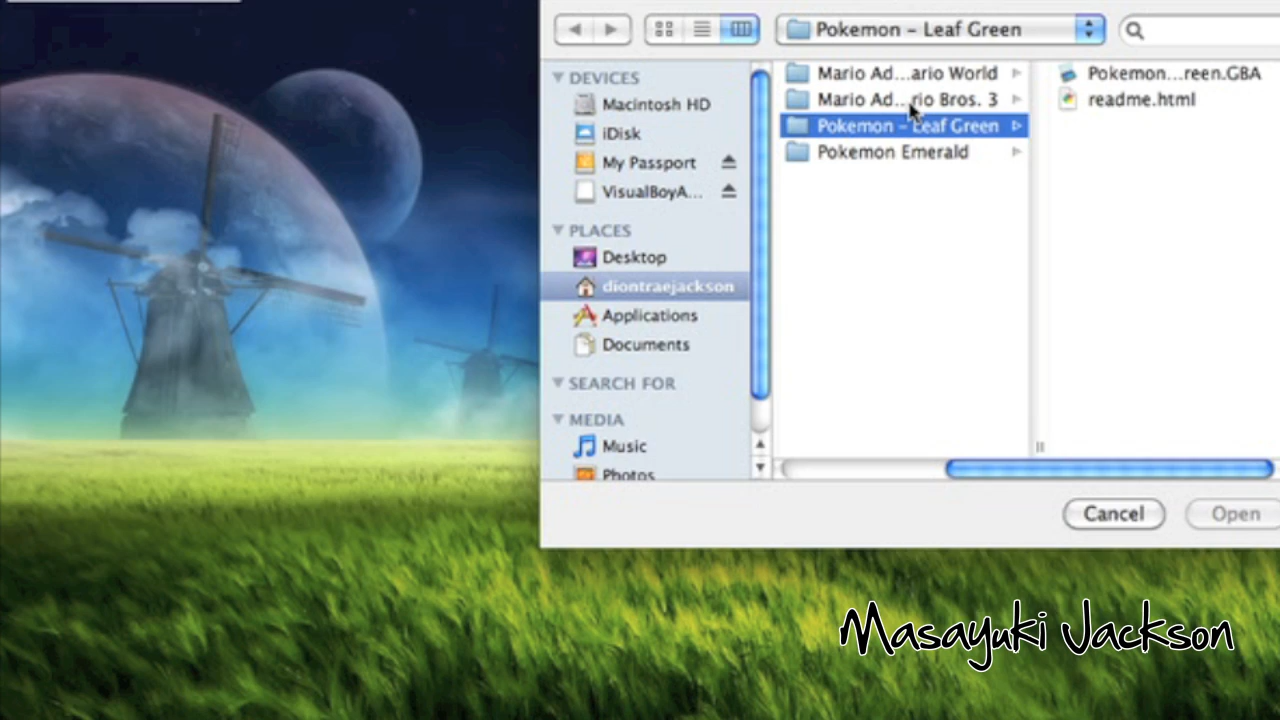 Pokemon – Leaf Green
DEVICES
Macintosh HD
iDisk
My Passport
VisualBoyA...
PLACES
Desktop
diontraejackson
Applications
Documents
SEARCH FOR
MEDIA
Music
Photos
Mario Ad...ario World
Mario Ad...rio Bros. 3
Pokemon – Leaf Green
Pokemon Emerald
Pokemon...reen.GBA
readme.html
Cancel
Open
Masayuki Jackson